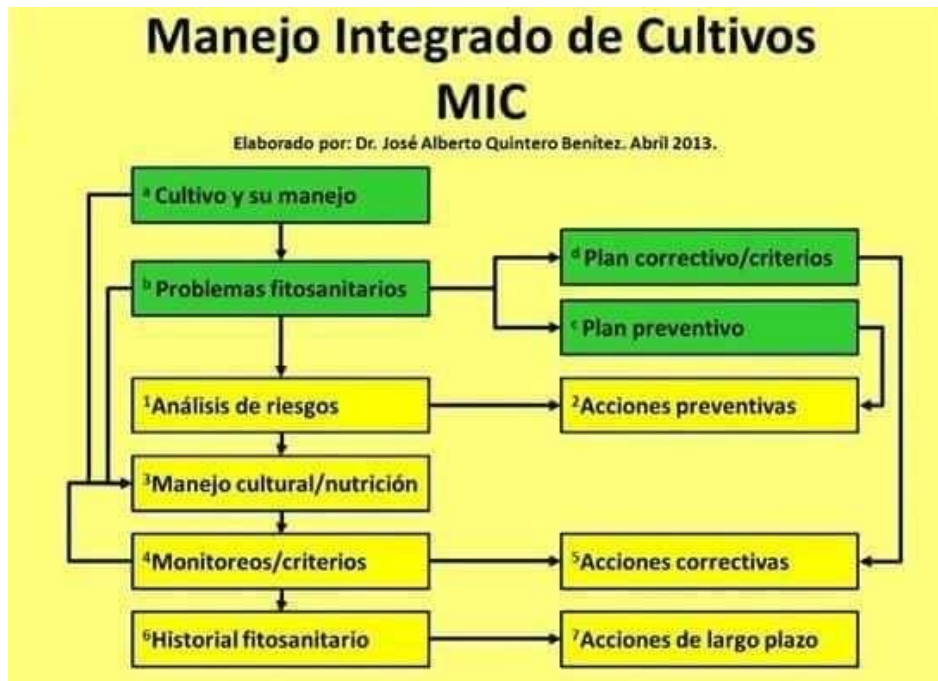 Manejo Integrado de Cultivos
MIC
Elaborado por: Dr. José Alberto Quintero Benítez. Abril 2013.
ᵃ Cultivo y su manejo
ᵇ Problemas fitosanitarios
ᵈ Plan correctivo/criterios
ᶜ Plan preventivo
¹Análisis de riesgos
²Acciones preventivas
³Manejo cultural/nutrición
⁴Monitoreos/criterios
⁵Acciones correctivas
⁶Historial fitosanitario
⁷Acciones de largo plazo